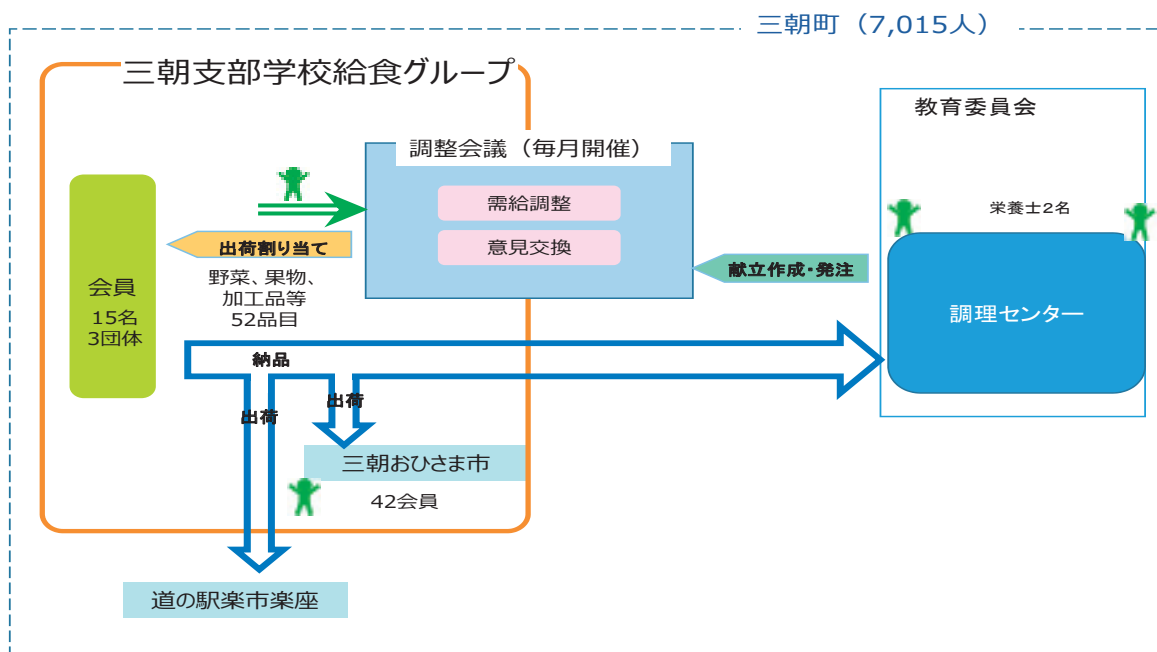 三朝町（7,015人）
三朝支部学校給食グループ
教育委員会
調整会議（毎月開催）
需給調整
意見交換
栄養士2名
出荷割り当て
野菜、果物、
加工品等
52品目
献立作成・発注
会員
15名
3団体
調理センター
納品
出荷
出荷
三朝おひさま市
42会員
道の駅楽市楽座